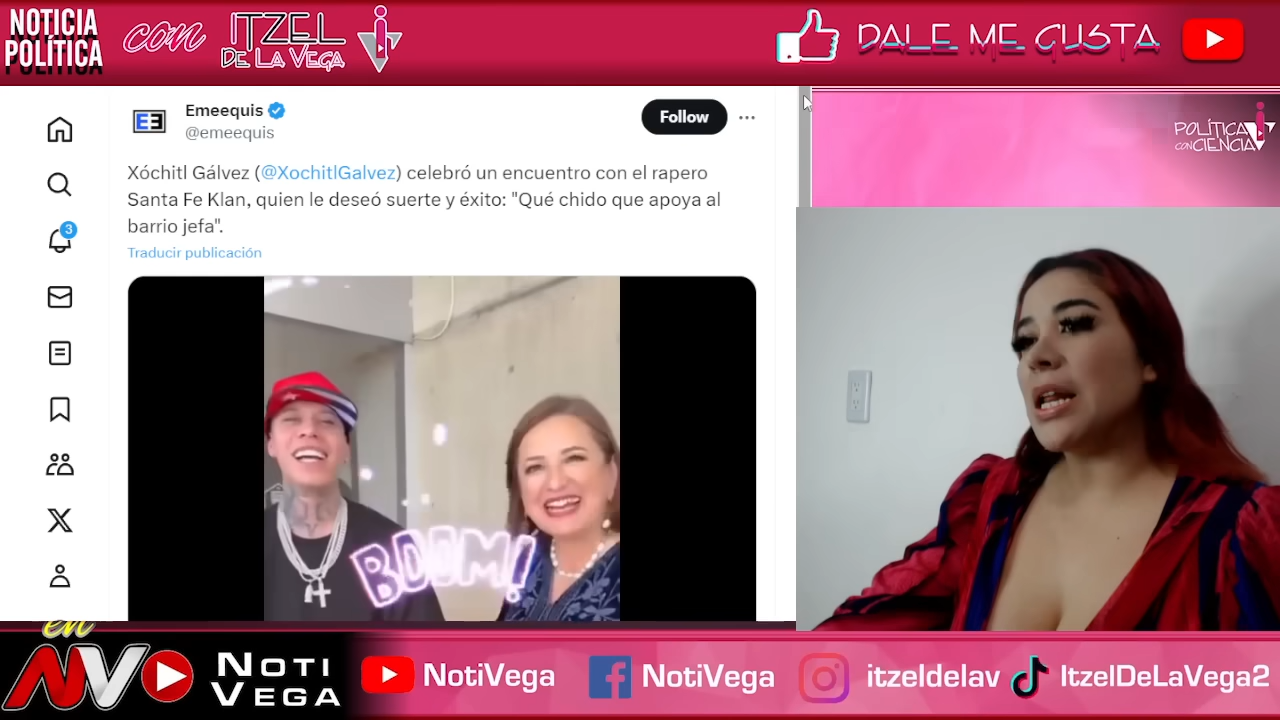 NOTICIA
POLÍTICA
con
ITZEL
DE LA VEGA
DALE ME GUSTA
Emeequis
@emeequis
Follow
Xóchitl Gálvez (@XochitlGalvez) celebró un encuentro con el rapero
Santa Fe Klan, quien le deseó suerte y éxito: "Qué chido que apoya al
barrio jefa".
Traducir publicación
3
BOOM!
POLÍTICA
CON CIENCIA
en
NV
NOTI
VEGA
NotiVega
NotiVega
itzeldelav
ItzelDeLaVega2